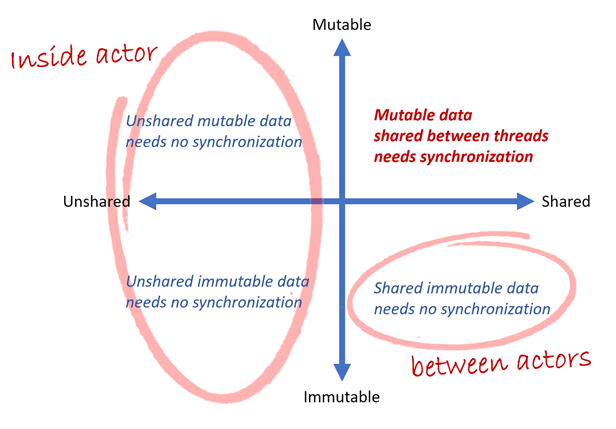 Mutable
Inside actor
Unshared mutable data
needs no synchronization
Mutable data
shared between threads
needs synchronization
Unshared
Shared
Unshared immutable data
needs no synchronization
Shared immutable data
needs no synchronization
between actors
Immutable